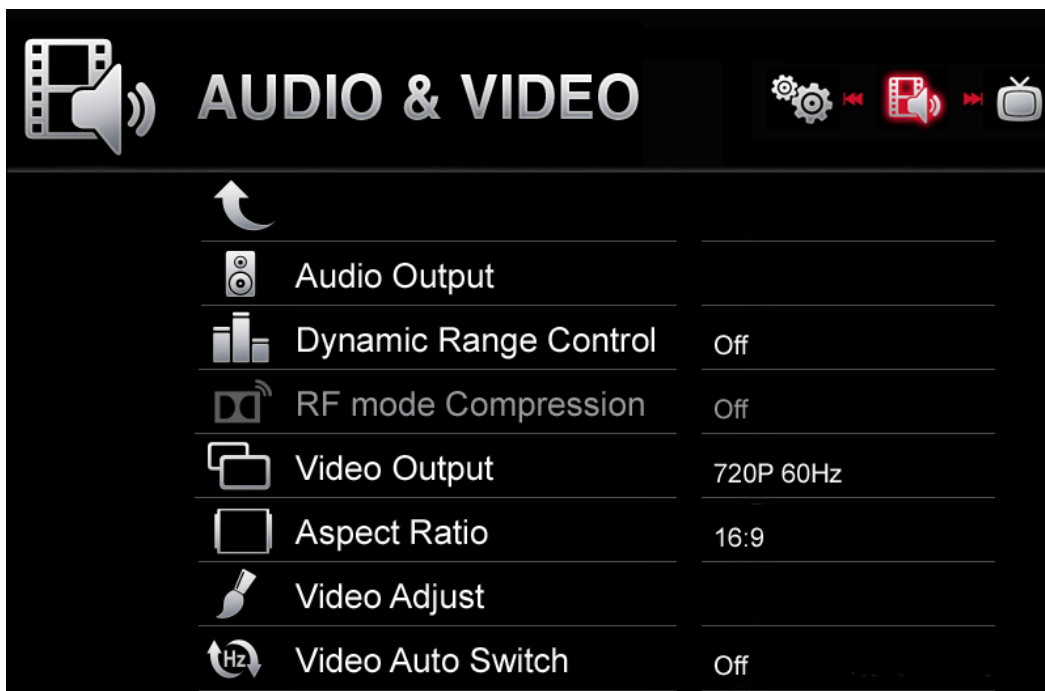 AUDIO & VIDEO
Audio Output
Dynamic Range Control Off
RF mode Compression Off
Video Output 720P 60Hz
Aspect Ratio 16:9
Video Adjust
Hz Video Auto Switch Off